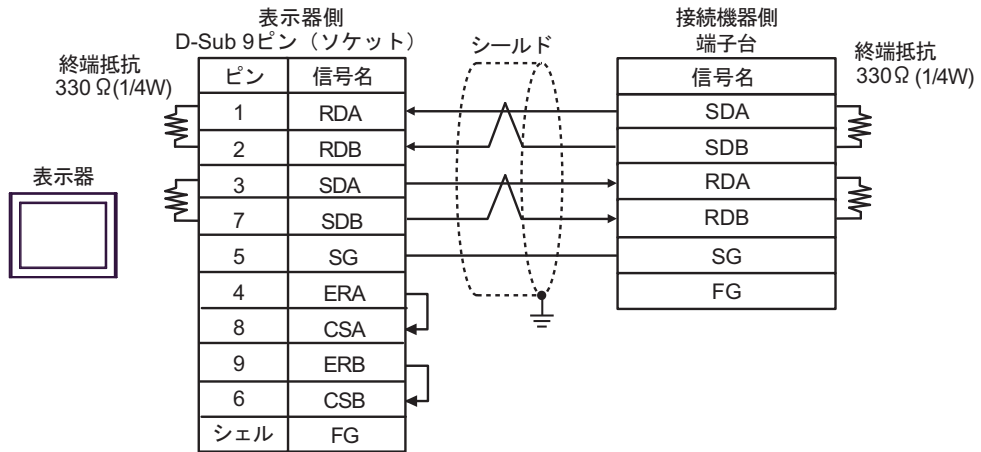 表示器側
D-Sub 9ピン（ソケット）
終端抵抗
330 Ω(1/4W)
ピン 信号名
1 RDA
2 RDB
3 SDA
7 SDB
5 SG
4 ERA
8 CSA
9 ERB
6 CSB
シェル FG
表示器
シールド
接続機器側
端子台
信号名
SDA
SDB
RDA
RDB
SG
FG
終端抵抗
330Ω (1/4W)